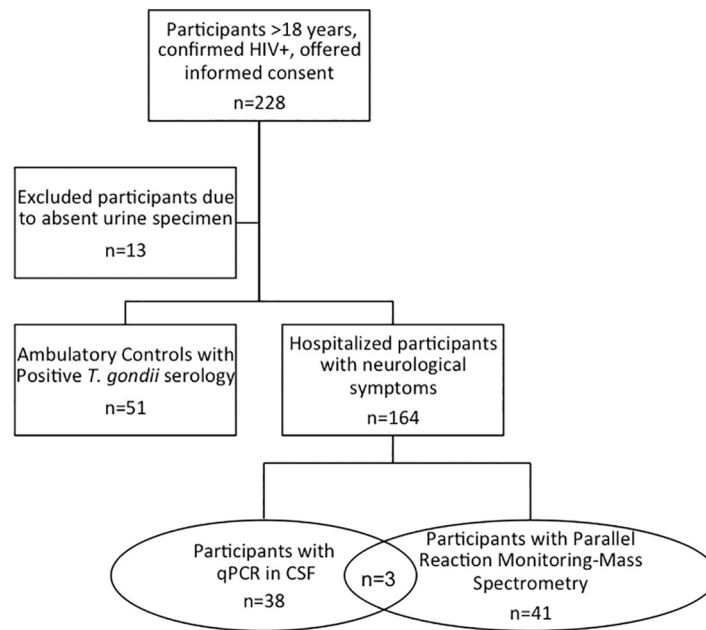 Participants >18 years,
confirmed HIV+, offered
informed consent
n=228
Excluded participants due
to absent urine specimen
n=13
Ambulatory Controls with
Positive T. gondii serology
n=51
Hospitalized participants
with neurological
symptoms
n=164
Participants with
qPCR in CSF
n=38
n=3
Participants with Parallel
Reaction Monitoring-Mass
Spectrometry
n=41